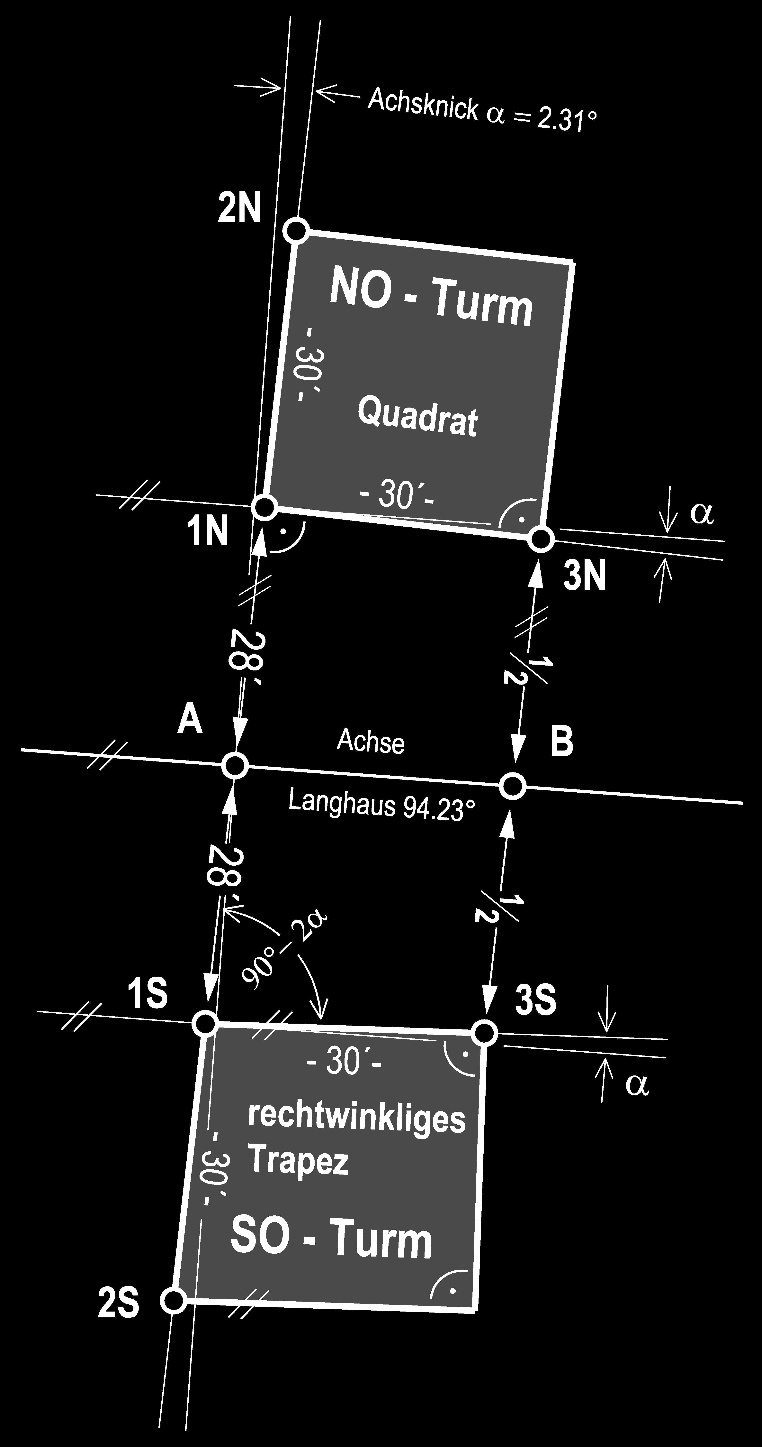 Achsknick α = 2.31°
2N
NO - Turm
- 30´-
Quadrat
- 30´-
α
1N
3N
28´
1/2
A
Achse
B
Langhaus 94.23°
28´
1/2
90° – 2α
1S
3S
- 30´-
α
rechtwinkliges
Trapez
- 30´-
SO - Turm
2S